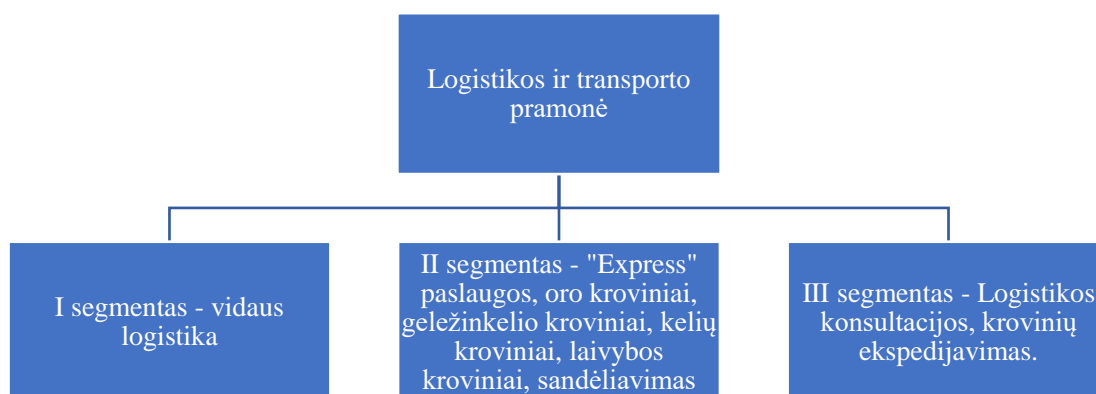 Logistikos ir transporto
pramonė
I segmentas - vidaus
logistika
II segmentas - "Express"
paslaugos, oro kroviniai,
geležinkelio kroviniai, kelių
kroviniai, laivybos
kroviniai, sandėliavimas
III segmentas - Logistikos
konsultacijos, krovinių
ekspedijavimas.